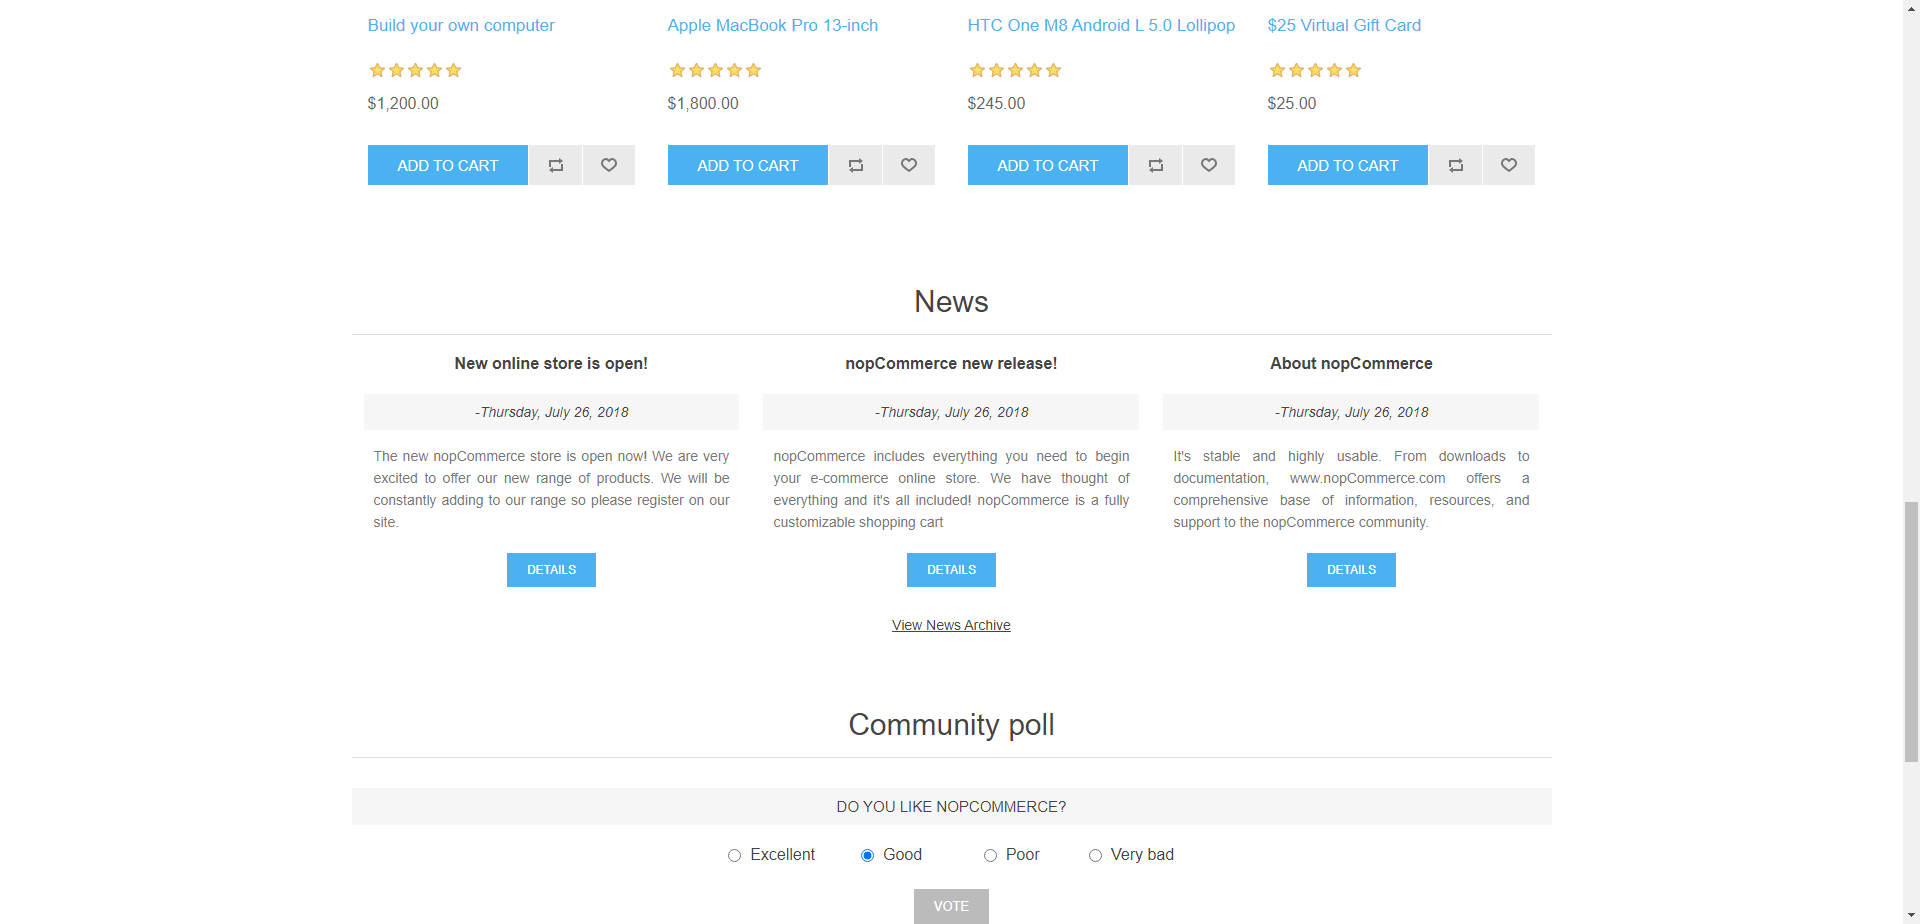 Build your own computer
Apple MacBook Pro 13-inch
HTC One M8 Android L 5.0 Lollipop
$25 Virtual Gift Card
$1,200.00
$1,800.00
$245.00
$25.00
ADD TO CART
ADD TO CART
ADD TO CART
ADD TO CART
News
New online store is open!
-Thursday, July 26, 2018
The new nopCommerce store is open now! We are very
excited to offer our new range of products. We will be
constantly adding to our range so please register on our
site.
DETAILS
nopCommerce new release!
-Thursday, July 26, 2018
nopCommerce includes everything you need to begin
your e-commerce online store. We have thought of
everything and it's all included! nopCommerce is a fully
customizable shopping cart
DETAILS
About nopCommerce
-Thursday, July 26, 2018
It's stable and highly usable. From downloads to
documentation, www.nopCommerce.com offers a
comprehensive base of information, resources, and
support to the nopCommerce community.
DETAILS
View News Archive
Community poll
DO YOU LIKE NOPCOMMERCE?
Excellent
Good
Poor
Very bad
VOTE